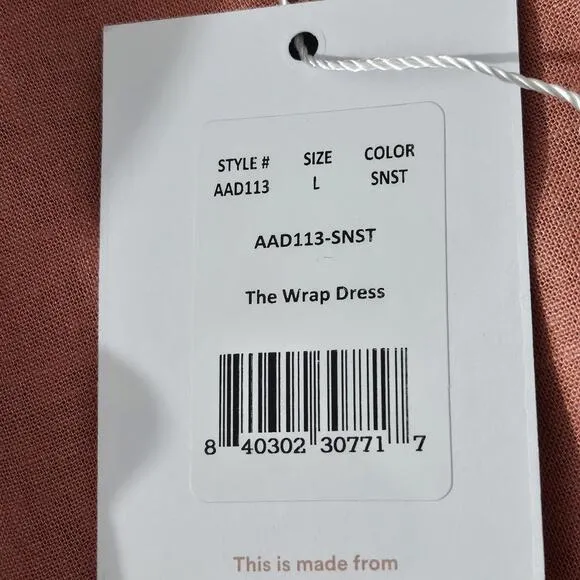 STYLE # SIZE COLOR
AAD113 L SNST
AAD113-SNST
The Wrap Dress
8 40302 30771 7
This is made from